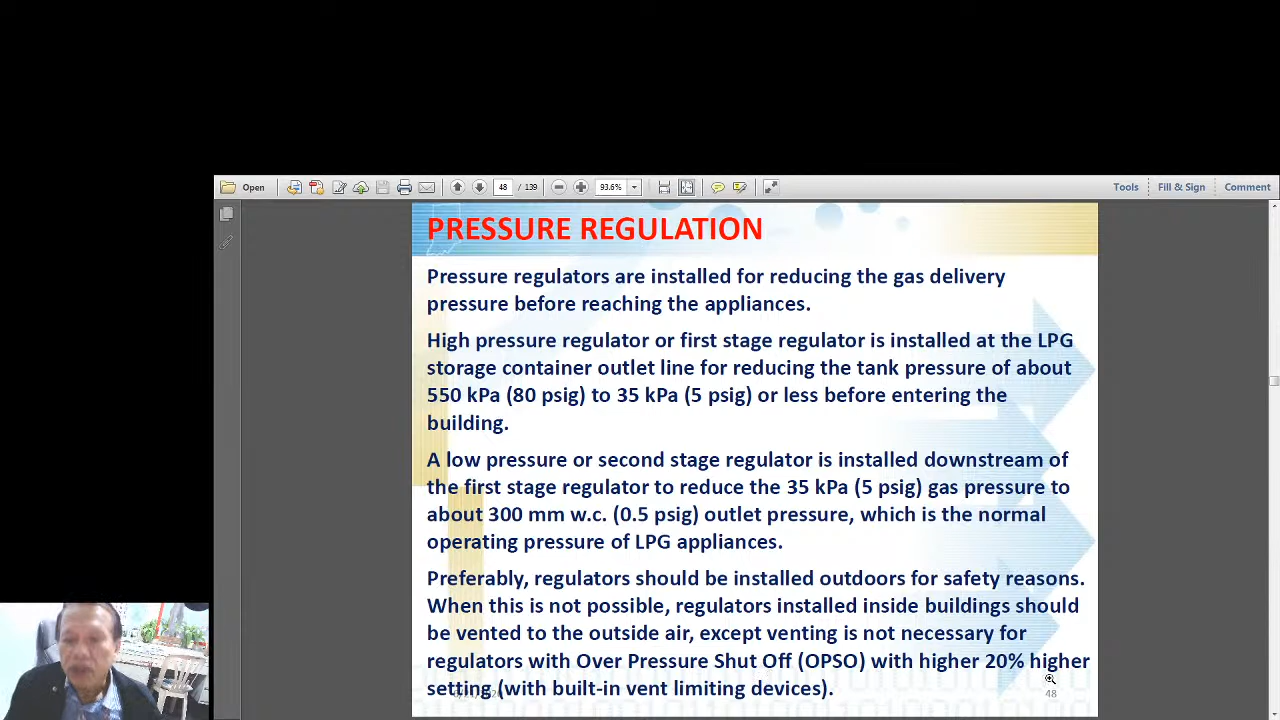 Open
48
/ 139
93.6%
Tools
Fill & Sign
Comment
PRESSURE REGULATION
Pressure regulators are installed for reducing the gas delivery
pressure before reaching the appliances.
High pressure regulator or first stage regulator is installed at the LPG
storage container outlet line for reducing the tank pressure of about
550 kPa (80 psig) to 35 kPa (5 psig) or less before entering the
building.
A low pressure or second stage regulator is installed downstream of
the first stage regulator to reduce the 35 kPa (5 psig) gas pressure to
about 300 mm w.c. (0.5 psig) outlet pressure, which is the normal
operating pressure of LPG appliances.
Preferably, regulators should be installed outdoors for safety reasons.
When this is not possible, regulators installed inside buildings should
be vented to the outside air, except venting is not necessary for
regulators with Over Pressure Shut Off (OPSO) with higher 20% higher
setting (with built-in vent limiting devices).
48